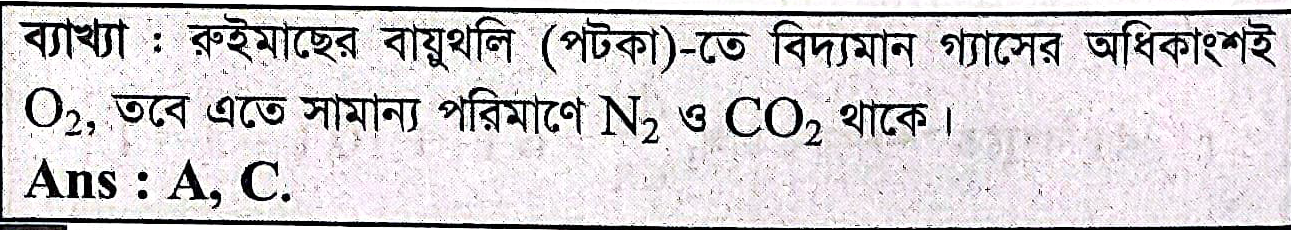 ব্যাখ্যা : রুইমাছের বায়ুথলি (পটকা)-তে বিদ্যমান গ্যাসের অধিকাংশই
O₂, তবে এতে সামান্য পরিমাণে N₂ ও CO₂ থাকে।
Ans : A, C.